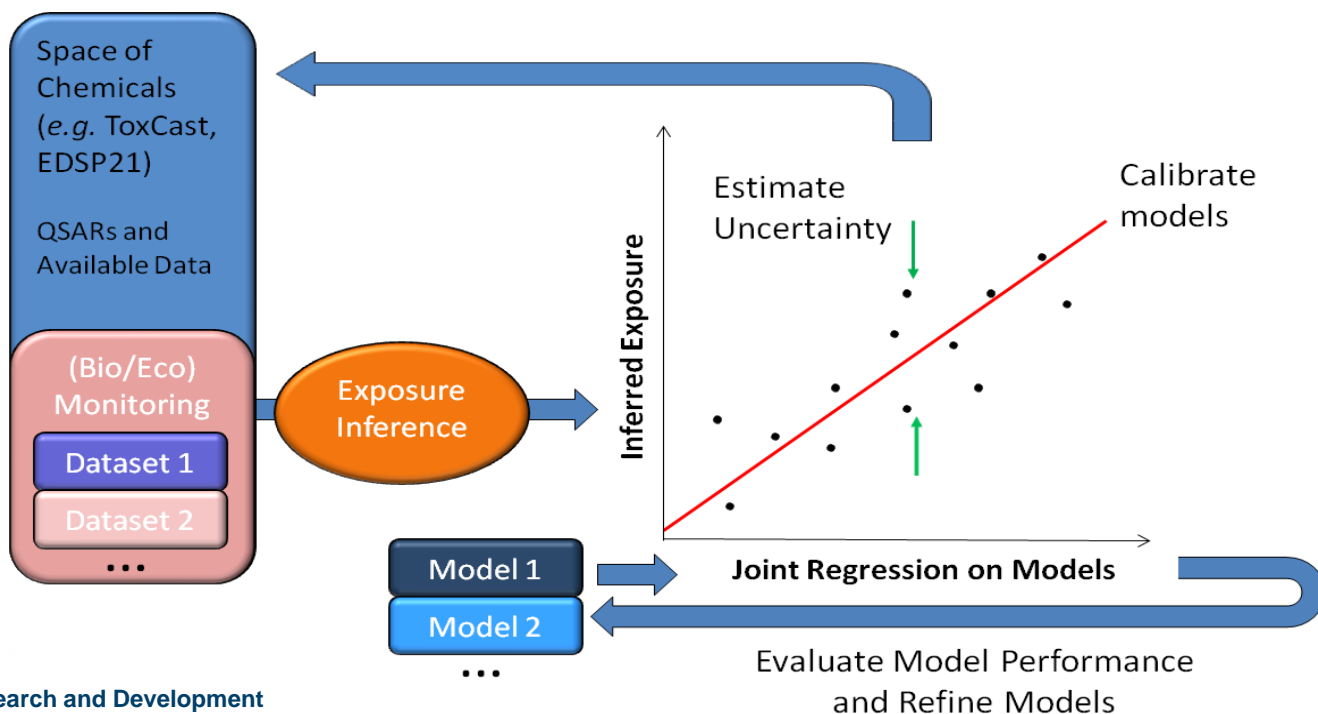 Space of
Chemicals
(e.g. ToxCast,
EDSP21)
QSARs and
Available Data
(Bio/Eco)
Monitoring
Dataset 1
Dataset 2
...
Exposure
Inference
Model 1
Model 2
...
Inferred Exposure
Estimate
Uncertainty
Calibrate
models
Joint Regression on Models
Evaluate Model Performance
and Refine Models
earch and Development